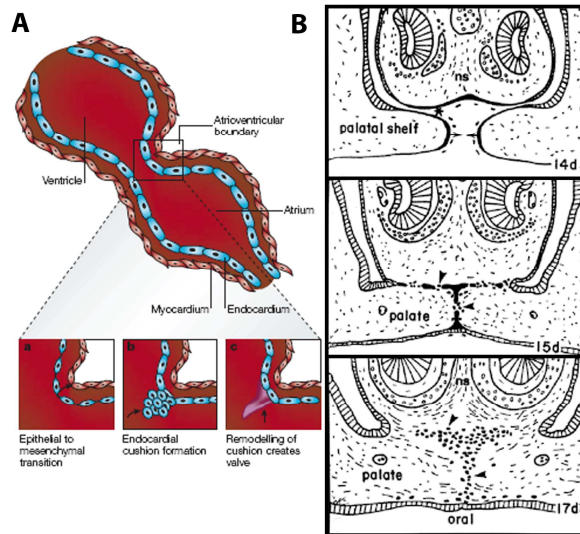 A
Atrioventricular
boundary
Ventricle
Atrium
Myocardium
Endocardium
a
Epithelial to
mesenchymal
transition
b
Endocardial
cushion formation
c
Remodelling of
cushion creates
valve
B
ns
palatal shelf
14d
palate
15d
ns
palate
17d
oral